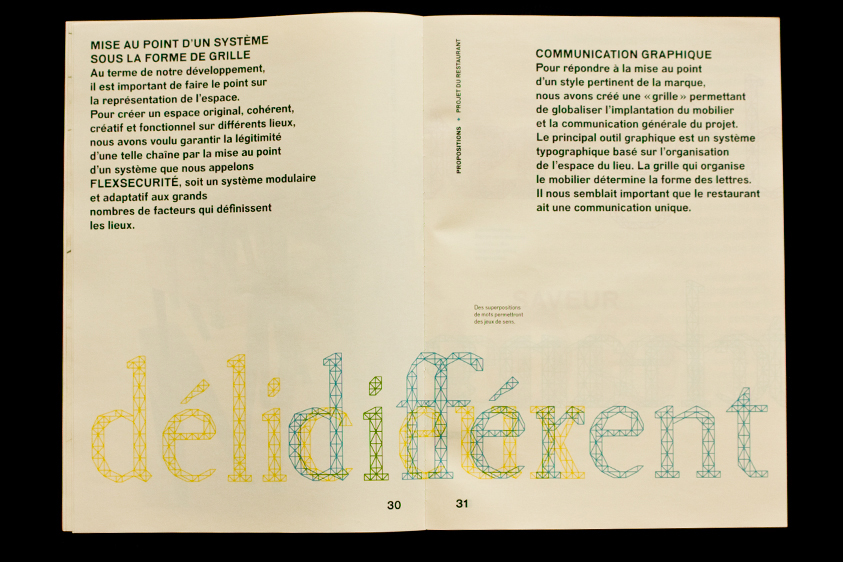 MISE AU POINT D'UN SYSTÈME
SOUS LA FORME DE GRILLE
Au terme de notre développement,
il est important de faire le point sur
la représentation de l'espace.
Pour créer un espace original, cohérent,
créatif et fonctionnel sur différents lieux,
nous avons voulu garantir la légitimité
d'une telle chaîne par la mise au point
d'un système que nous appelons
FLEXSECURITÉ, soit un système modulaire
et adaptatif aux grands
nombres de facteurs qui définissent
les lieux.
PROPOSITIONS + PROJET DU RESTAURANT
COMMUNICATION GRAPHIQUE
Pour répondre à la mise au point
d'un style pertinent de la marque,
nous avons créé une «grille» permettant
de globaliser l'implantation du mobilier
et la communication générale du projet.
Le principal outil graphique est un système
typographique basé sur l'organisation
de l'espace du lieu. La grille qui organise
le mobilier détermine la forme des lettres.
Il nous semblait important que le restaurant
ait une communication unique.
Des superpositions
de mots permettant
des jeux de sens.
délicieux
différent
30
31